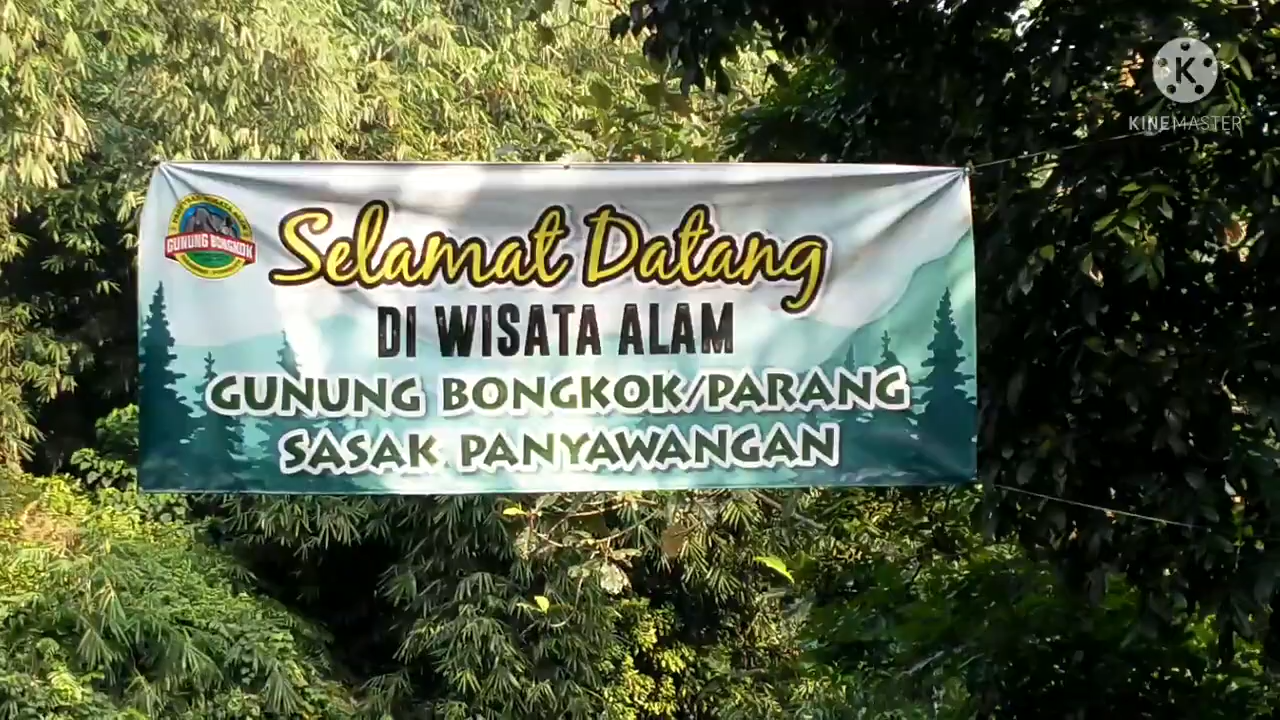 KINEMASTER
GUNUNG BONGKOK
Selamat Datang
DI WISATA ALAM
GUNUNG BONGKOK/PARANG
SASAK PANYAWANGAN